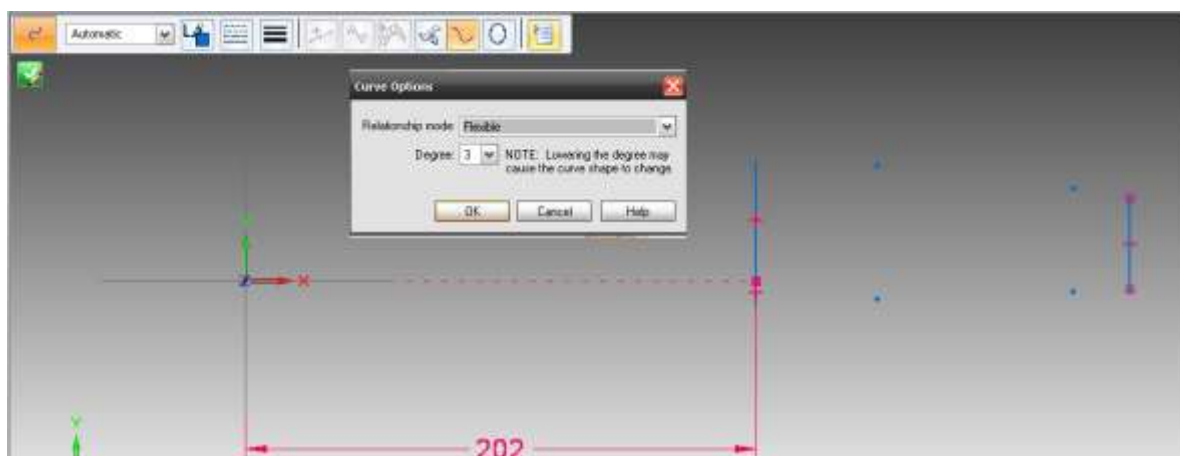 Automatic
Curve Options
Relationship mode: Flexible
Degree: 3 NOTE: Lowering the degree may
cause the curve shape to change
OK Cancel Help
Y
Z X
Y
202